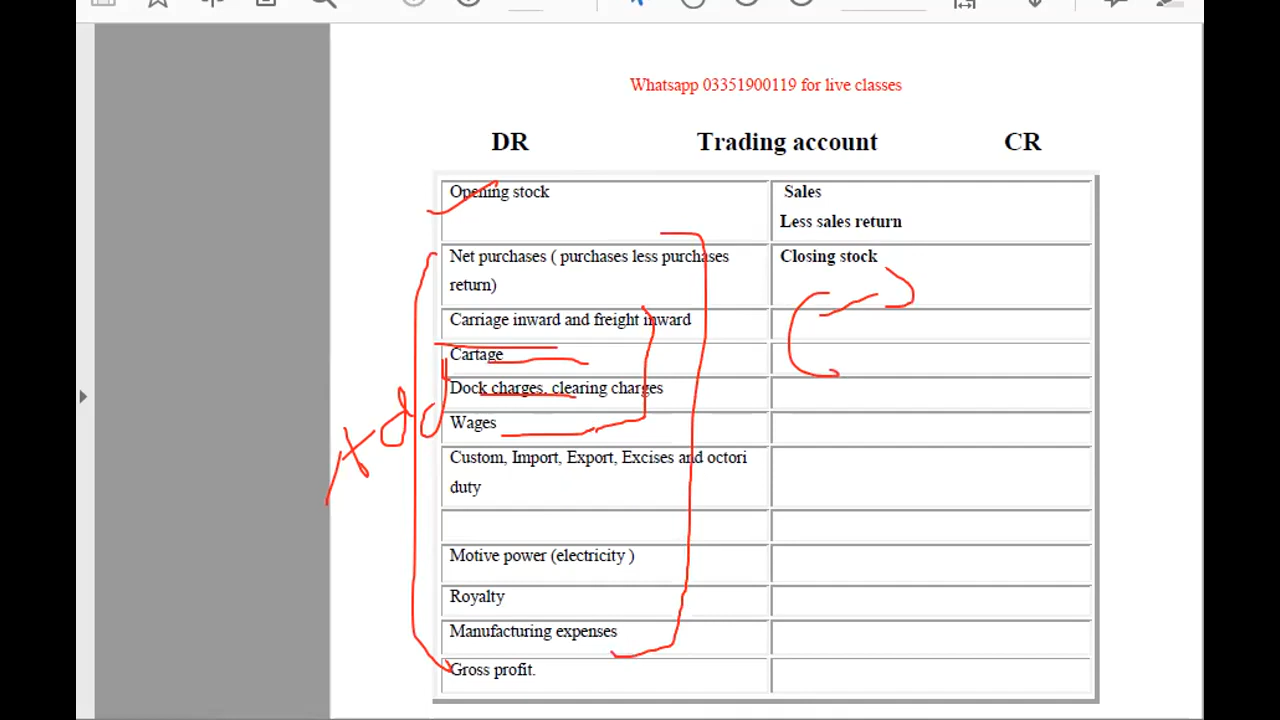 Whatsapp 03351900119 for live classes
DR Trading account CR
Opening stock Sales
Less sales return
Net purchases ( purchases less purchases Closing stock
return)
Carriage inward and freight inward
Cartage
Dock charges, clearing charges
Wages
Custom, Import, Export, Excises and octori
duty
Motive power (electricity )
Royalty
Manufacturing expenses
Gross profit.